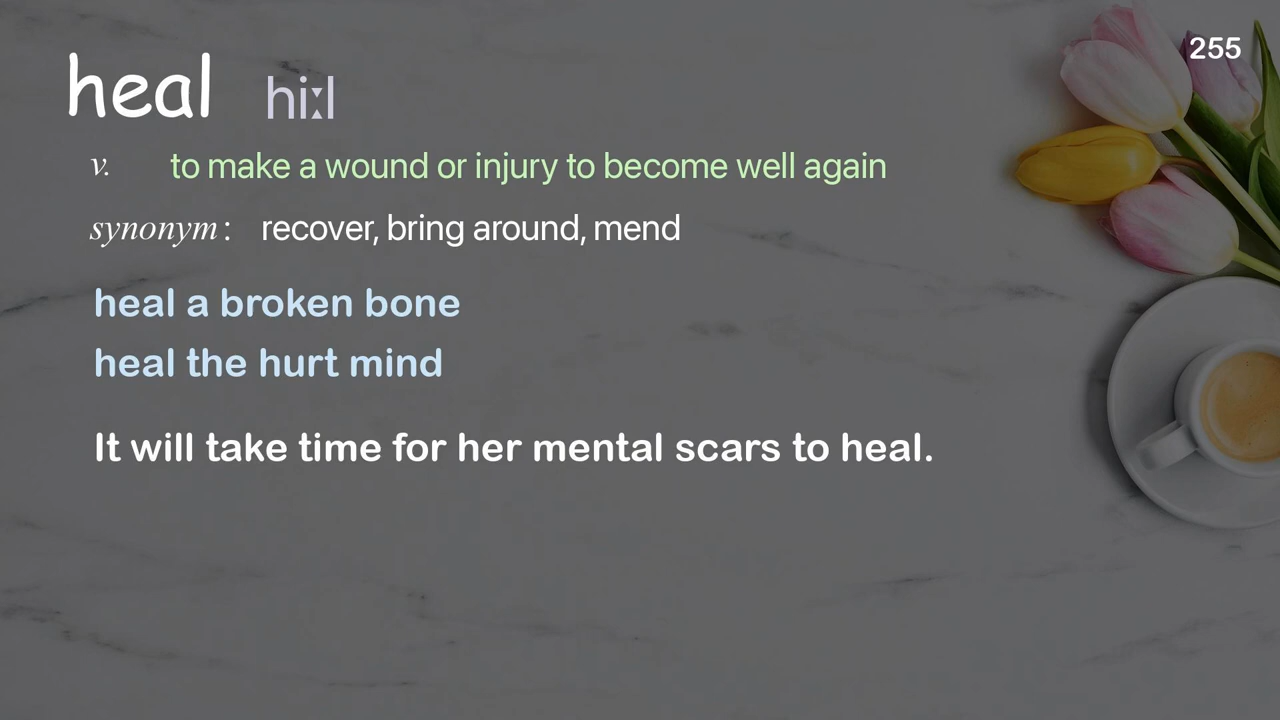 255
heal hiːl
v. to make a wound or injury to become well again
synonym : recover, bring around, mend
heal a broken bone
heal the hurt mind
It will take time for her mental scars to heal.